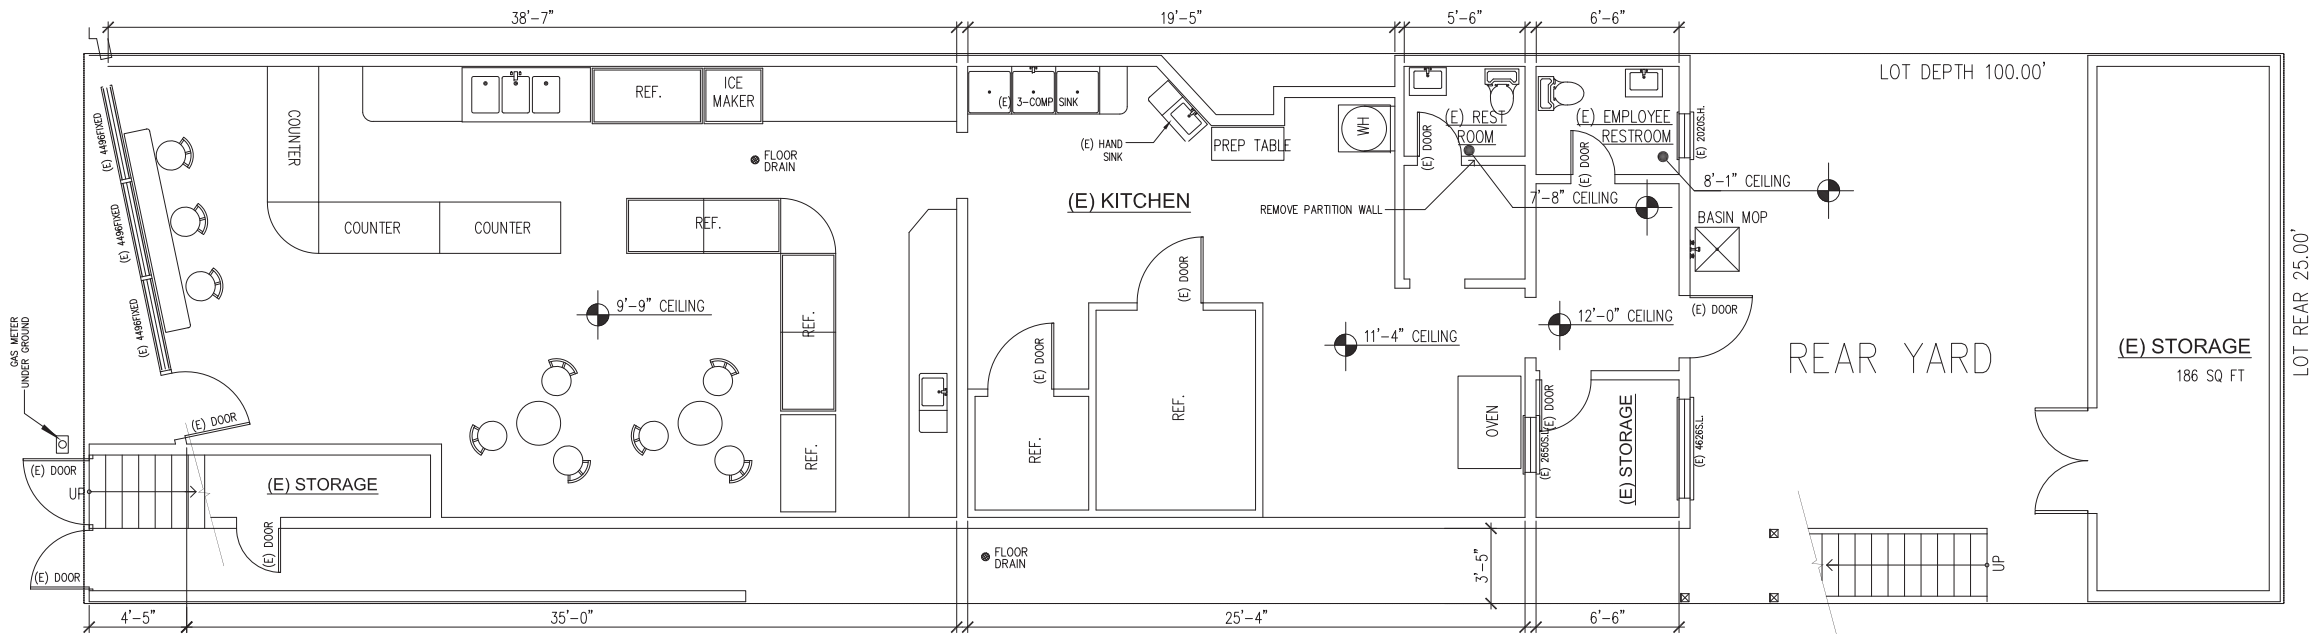 38'-7"
19'-5"
5'-6"
6'-6"
LOT DEPTH 100.00'
REF.
ICE
MAKER
(E) 3-COMP SINK
COUNTER
(E) 4496FIXED
(E) 4496FIXED
(E) 4496FIXED
FLOOR
DRAIN
(E) HAND
SINK
PREP TABLE
WH
(E) DOOR
(E) REST
ROOM
(E) EMPLOYEE
RESTROOM
(E) DOOR
(E) 2020S.H.
(E) KITCHEN
REMOVE PARTITION WALL
7'-8" CEILING
8'-1" CEILING
BASIN MOP
COUNTER
COUNTER
REF.
LOT REAR 25.00'
9'-9" CEILING
REF.
(E) DOOR
(E) DOOR
11'-4" CEILING
12'-0" CEILING
(E) DOOR
REAR YARD
(E) STORAGE
186 SQ FT
GAS METER
UNDER GROUND
(E) DOOR
REF.
REF.
REF.
OVEN
(E) DOOR
(E) 2650S.L.
(E) STORAGE
(E) 4626S.L.
(E) DOOR
UP
(E) STORAGE
(E) DOOR
(E) DOOR
FLOOR
DRAIN
3'-5"
UP
4'-5"
35'-0"
25'-4"
6'-6"